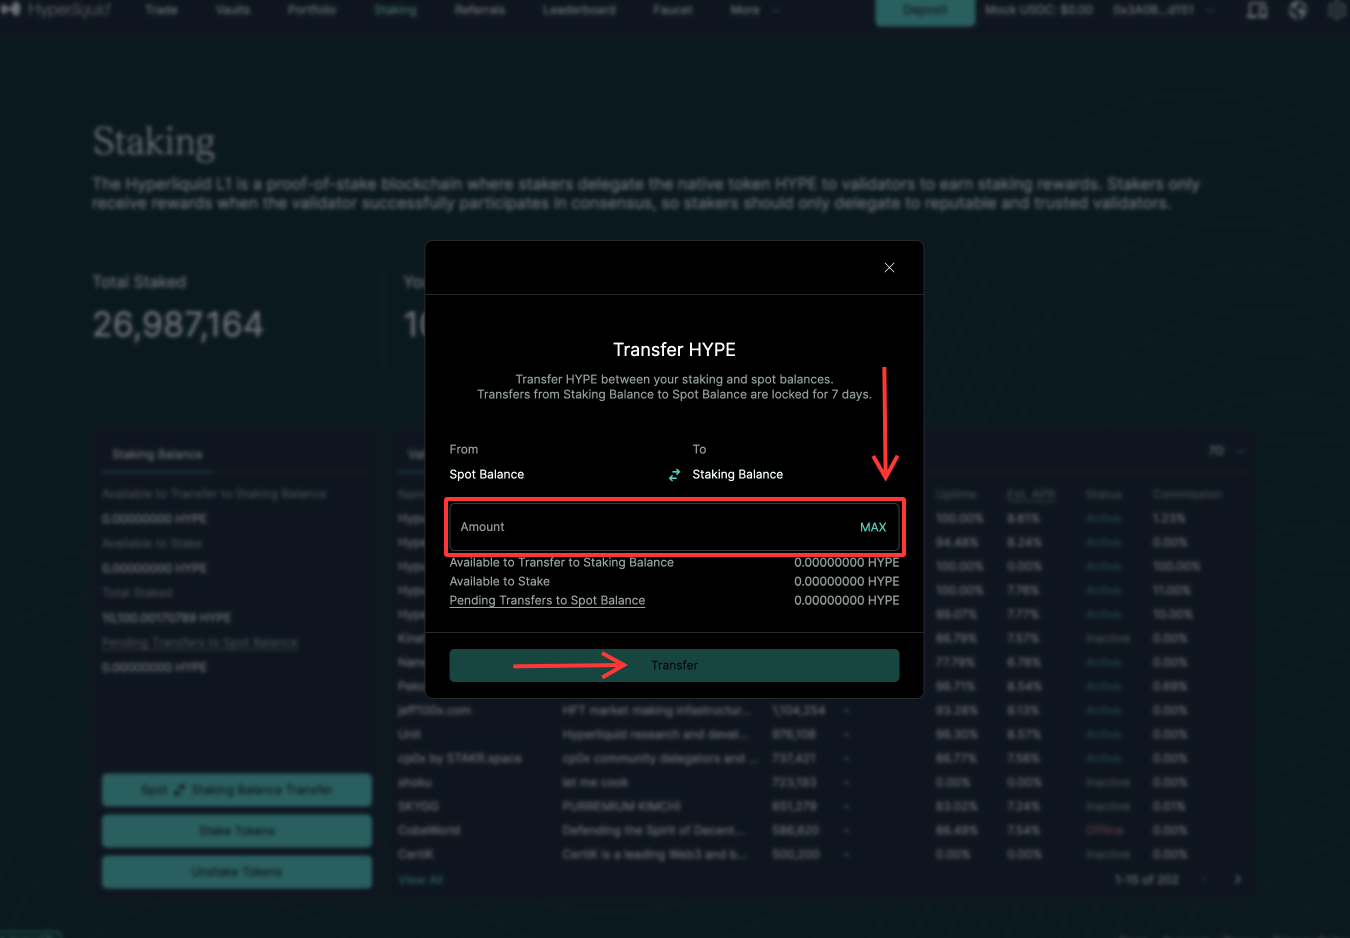 Hyperliquid
Trade
Vaults
Portfolio
Staking
Referrals
Leaderboard
Faucet
More
Deposit
Mock USDC: $0.00
Staking
The Hyperliquid L1 is a proof-of-stake blockchain where stakers delegate the native token HYPE to validators to earn staking rewards. Stakers only
receive rewards when the validator successfully participates in consensus, so stakers should only delegate to reputable and trusted validators.
Total Staked
26,987,164
Transfer HYPE
Transfer HYPE between your staking and spot balances.
Transfers from Staking Balance to Spot Balance are locked for 7 days.
From
To
Spot Balance
Staking Balance
Amount
MAX
Available to Transfer to Staking Balance 0.00000000 HYPE
Available to Stake 0.00000000 HYPE
Pending Transfers to Spot Balance 0.00000000 HYPE
Transfer
Staking Balance
Available to Transfer to Staking Balance
0.00000000 HYPE
Available to Stake
0.00000000 HYPE
Total Staked
10,100.00170789 HYPE
Pending Transfers to Spot Balance
0.00000000 HYPE
Spot Staking Balance Transfer
Stake Tokens
Unstake Tokens
7D
Uptime Est. APR Status Commission
100.00% 8.61% Active 1.23%
94.48% 8.24% Active 0.00%
100.00% 0.00% Active 100.00%
100.00% 7.76% Active 11.00%
99.07% 7.77% Active 10.00%
86.79% 7.57% Inactive 0.00%
77.79% 6.78% Active 0.00%
98.71% 8.54% Active 0.69%
jeff100x.com HFT market making infastructur... 1,104,254 - 93.28% 8.13% Active 0.00%
Unit Hyperliquid research and devel... 976,108 - 98.30% 8.57% Active 0.00%
cp0x by STAKR.space cp0x community delegators and ... 737,421 - 86.77% 7.56% Active 0.00%
shoku let me cook 723,193 - 0.00% 0.00% Inactive 0.00%
SKYGG PURREMIUM KIMCHI 651,279 - 83.02% 7.24% Inactive 0.01%
CobeWorld Defending the Spirit of Decent... 586,820 - 86.49% 7.54% Offline 0.00%
CertiK CertiK is a leading Web3 and b... 500,200 - 0.00% 0.00% Inactive 0.00%
View All
1-15 of 202